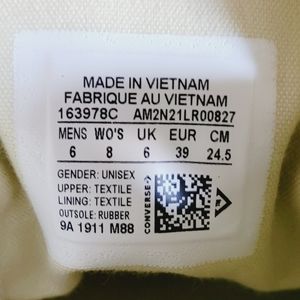 MADE IN VIETNAM
FABRIQUE AU VIETNAM
163978C AM2N21LR00827
MENS WO'S UK EUR CM
6 8 6 39 24.5
GENDER: UNISEX
UPPER: TEXTILE
LINING: TEXTILE
OUTSOLE: RUBBER
9A 1911 M88
CONVERSE